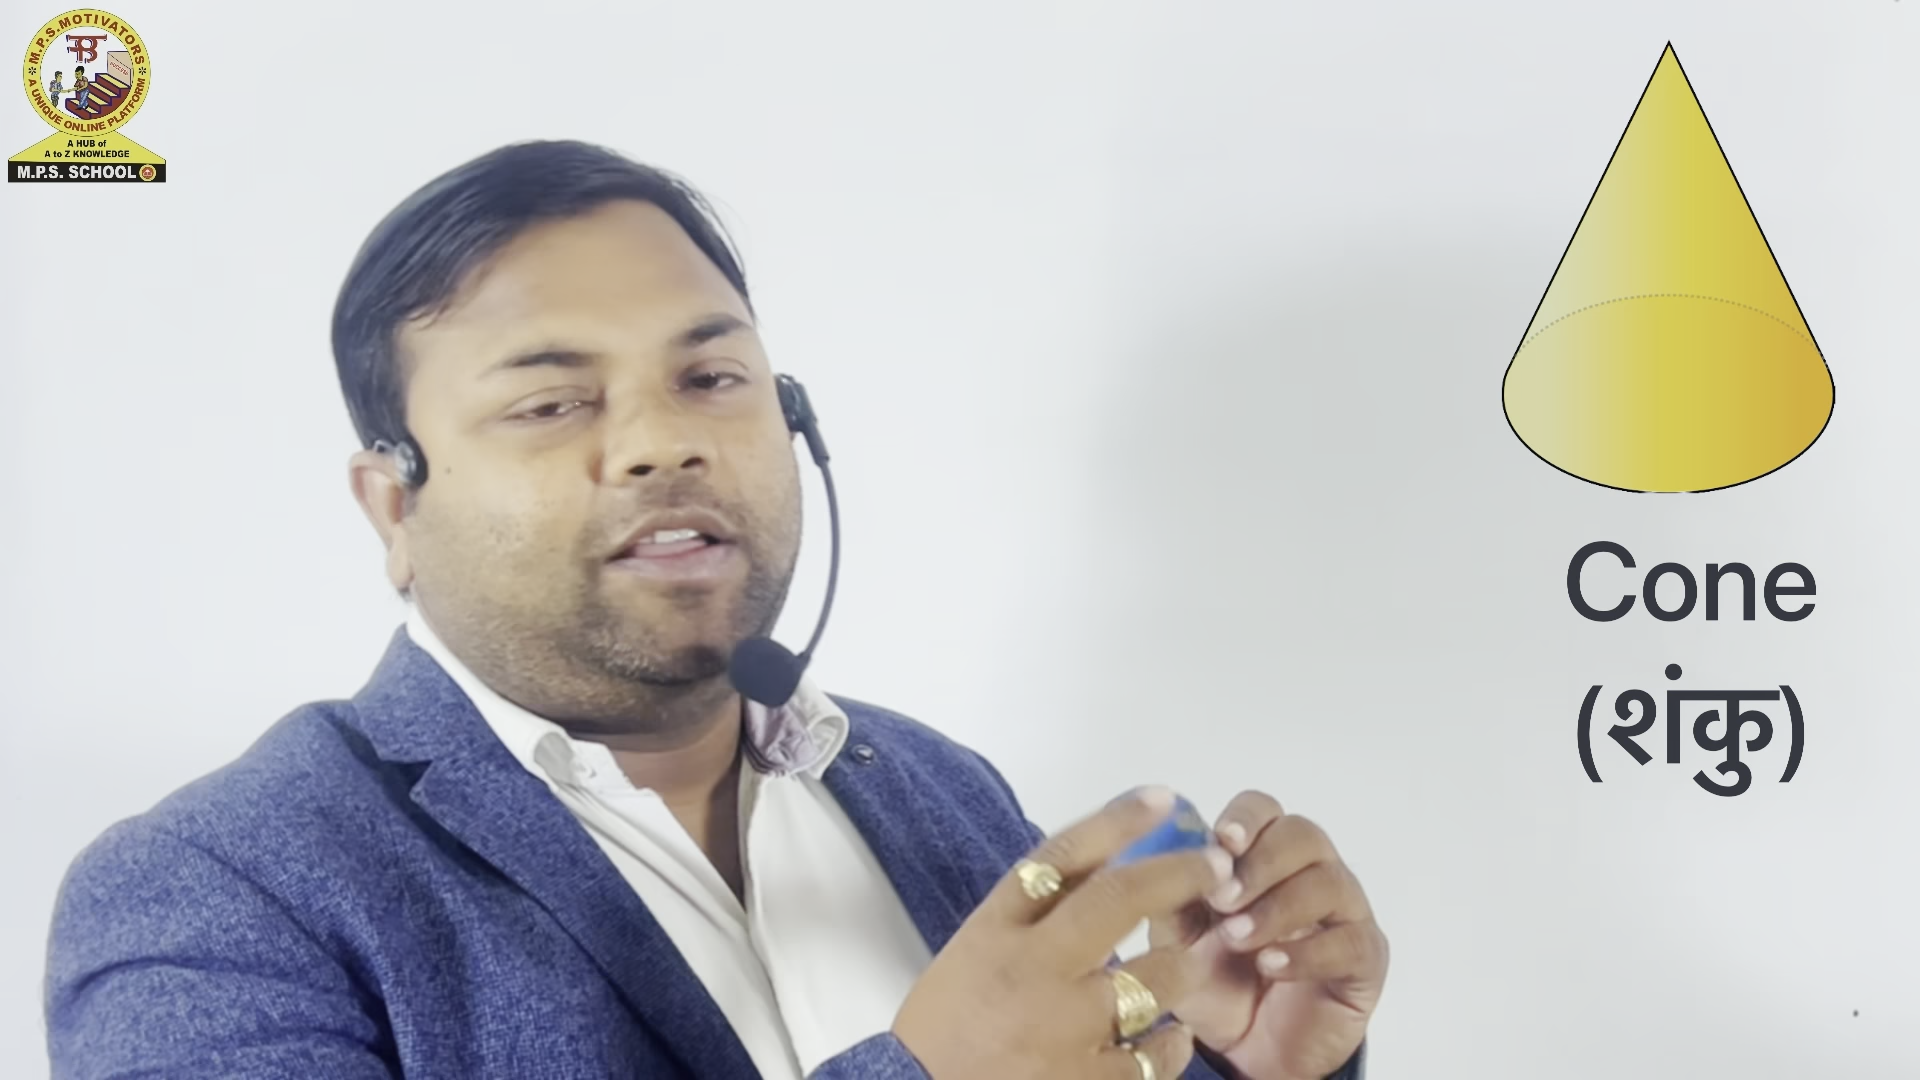 M.P.S. MOTIVATORS
A UNIQUE ONLINE PLATFORM
A HUB of
A to Z KNOWLEDGE
M.P.S. SCHOOL
Cone
(शंकु)